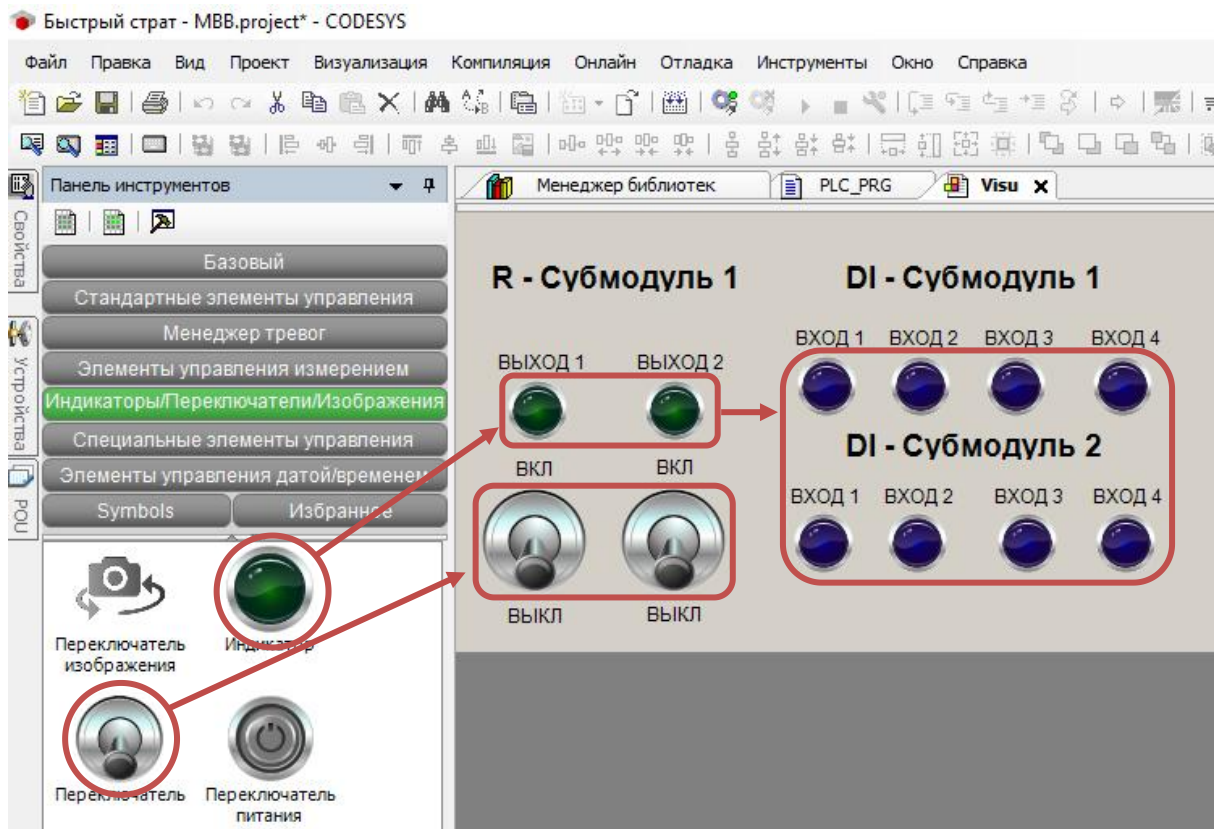 Быстрый страт - MBB.project* - CODESYS
Файл Правка Вид Проект Визуализация Компиляция Онлайн Отладка Инструменты Окно Справка
Панель инструментов
Менеджер библиотек PLC_PRG Visu
Свойства
Устройства
POU
Базовый
Стандартные элементы управления
Менеджер тревог
Элементы управления измерением
Индикаторы/Переключатели/Изображения
Специальные элементы управления
Элементы управления датой/временем
Symbols Избранное
Переключатель изображения
Индикатор
Переключатель
Переключатель питания
R - Субмодуль 1
ВЫХОД 1 ВЫХОД 2
ВКЛ ВКЛ
ВЫКЛ ВЫКЛ
DI - Субмодуль 1
ВХОД 1 ВХОД 2 ВХОД 3 ВХОД 4
DI - Субмодуль 2
ВХОД 1 ВХОД 2 ВХОД 3 ВХОД 4